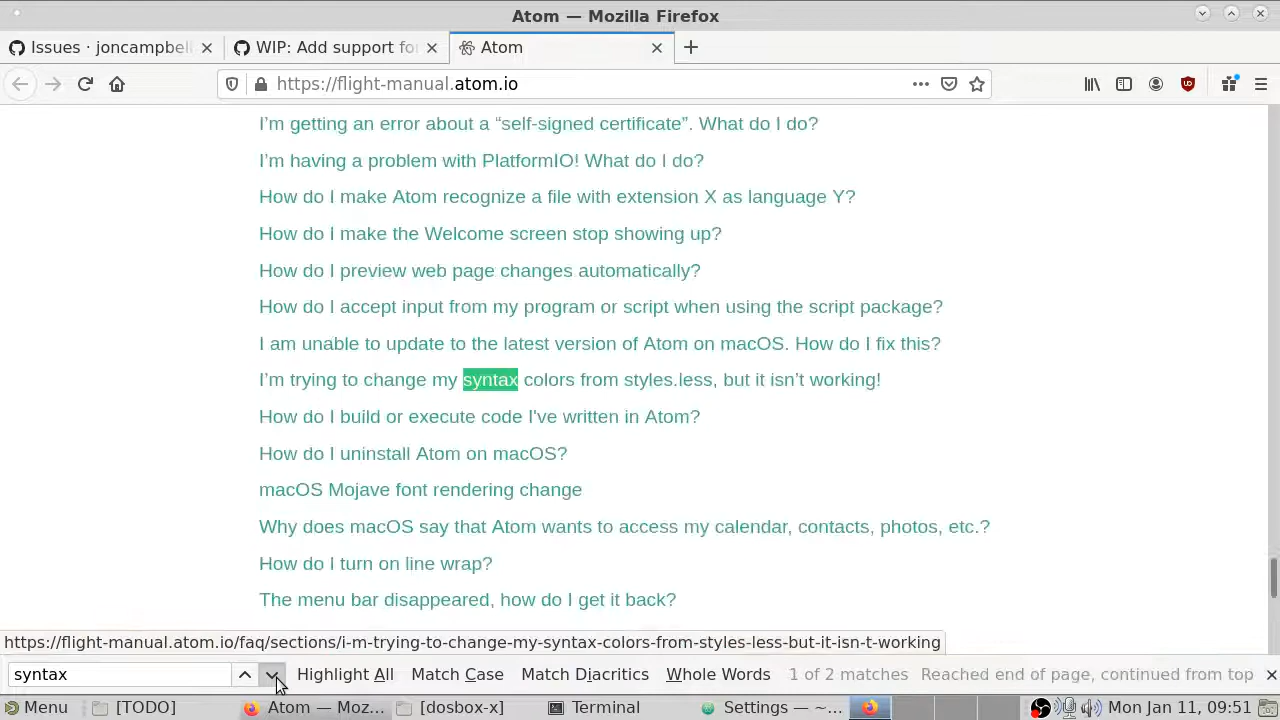 Atom — Mozilla Firefox
Issues · joncampbell
WIP: Add support for
Atom
https://flight-manual.atom.io
I’m getting an error about a “self-signed certificate”. What do I do?
I’m having a problem with PlatformIO! What do I do?
How do I make Atom recognize a file with extension X as language Y?
How do I make the Welcome screen stop showing up?
How do I preview web page changes automatically?
How do I accept input from my program or script when using the script package?
I am unable to update to the latest version of Atom on macOS. How do I fix this?
I’m trying to change my syntax colors from styles.less, but it isn’t working!
How do I build or execute code I've written in Atom?
How do I uninstall Atom on macOS?
macOS Mojave font rendering change
Why does macOS say that Atom wants to access my calendar, contacts, photos, etc.?
How do I turn on line wrap?
The menu bar disappeared, how do I get it back?
https://flight-manual.atom.io/faq/sections/i-m-trying-to-change-my-syntax-colors-from-styles-less-but-it-isn-t-working
syntax
Highlight All
Match Case
Match Diacritics
Whole Words
1 of 2 matches
Reached end of page, continued from top
Menu
[TODO]
Atom — Moz...
[dosbox-x]
Terminal
Settings — ~...
Mon Jan 11, 09:51